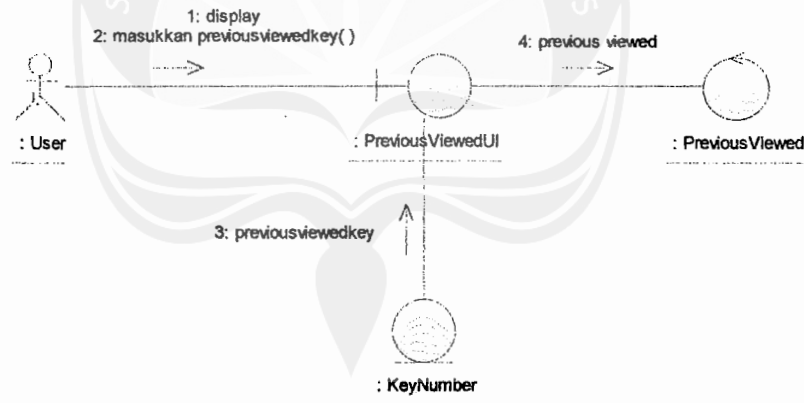 1: display
2: masukkan previousviewedkey( )
4: previous viewed
: User
: PreviousViewedUI
: PreviousViewed
3: previousviewedkey
: KeyNumber